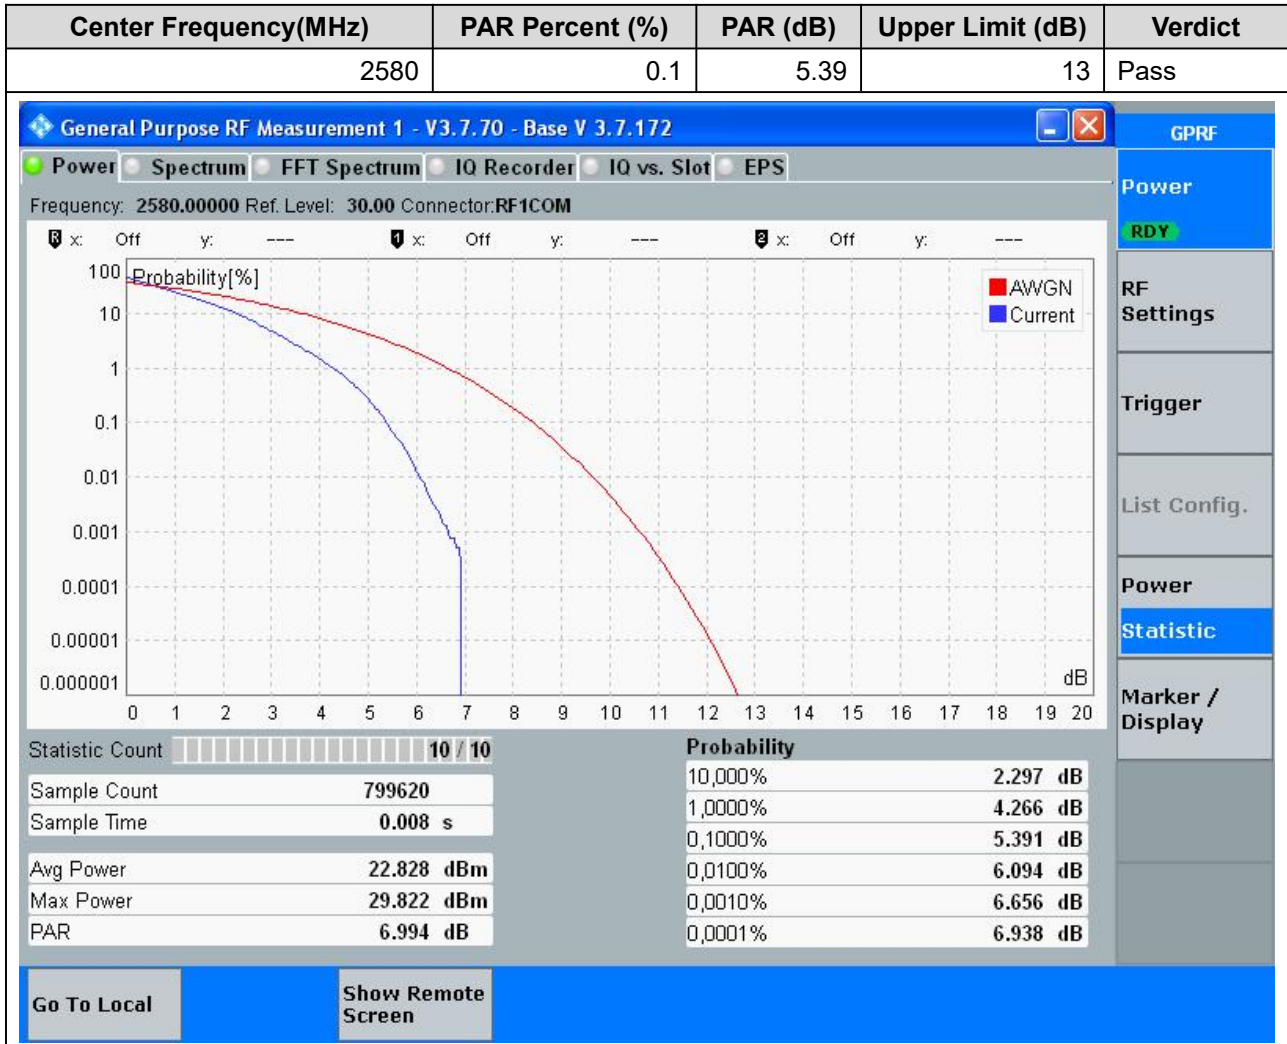 Center Frequency(MHz) PAR Percent (%) PAR (dB) Upper Limit (dB) Verdict
2580 0.1 5.39 13 Pass
General Purpose RF Measurement 1 - V3.7.70 - Base V 3.7.172
GPRF
Power Spectrum FFT Spectrum IQ Recorder IQ vs. Slot EPS
Frequency: 2580.00000 Ref. Level: 30.00 Connector:RF1COM
R x: Off y: --- 1 x: Off y: --- 2 x: Off y: ---
Probability[%]
AWGN
Current
100
10
1
0.1
0.01
0.001
0.0001
0.00001
0.000001
dB
0 1 2 3 4 5 6 7 8 9 10 11 12 13 14 15 16 17 18 19 20
Statistic Count 10 / 10
Sample Count 799620
Sample Time 0.008 s
Avg Power 22.828 dBm
Max Power 29.822 dBm
PAR 6.994 dB
Probability
10,000% 2.297 dB
1,0000% 4.266 dB
0,1000% 5.391 dB
0,0100% 6.094 dB
0,0010% 6.656 dB
0,0001% 6.938 dB
Power
RDY
RF
Settings
Trigger
List Config.
Power
Statistic
Marker /
Display
Go To Local
Show Remote
Screen